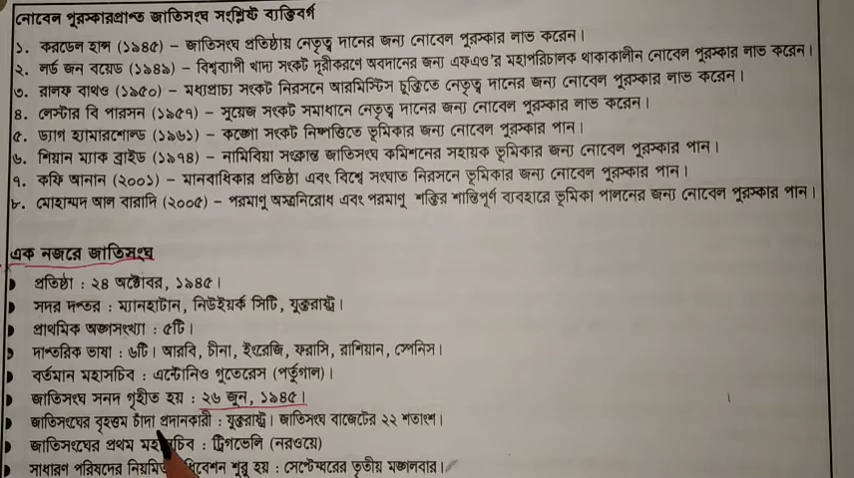 নোবেল পুরস্কারপ্রাপ্ত জাতিসংঘ সংশ্লিষ্ট ব্যক্তিবর্গ
১. করডেল হাল (১৯৪৫) – জাতিসংঘ প্রতিষ্ঠায় নেতৃত্ব দানের জন্য নোবেল পুরস্কার লাভ করেন।
২. লর্ড জন বয়েড (১৯৪৯) – বিশ্বব্যাপী খাদ্য সংকট দূরীকরণে অবদানের জন্য এফএও'র মহাপরিচালক থাকাকালীন নোবেল পুরস্কার লাভ করেন।
৩. রালফ বাঞ্চ (১৯৫০) – মধ্যপ্রাচ্য সংকট নিরসনে আরমিস্টিস চুক্তিতে নেতৃত্ব দানের জন্য নোবেল পুরস্কার লাভ করেন।
৪. লেস্টার বি পারসন (১৯৫৭) – সুয়েজ সংকট সমাধানে নেতৃত্ব দানের জন্য নোবেল পুরস্কার লাভ করেন।
৫. ড্যাগ হ্যামারশোল্ড (১৯৬১) – কঙ্গো সংকট নিষ্পত্তিতে ভূমিকার জন্য নোবেল পুরস্কার পান।
৬. শিয়ান ম্যাক ব্রাইড (১৯৭৪) – নামিবিয়া সংক্রান্ত জাতিসংঘ কমিশনের সহায়ক ভূমিকার জন্য নোবেল পুরস্কার পান।
৭. কফি আনান (২০০১) – মানবাধিকার প্রতিষ্ঠা এবং বিশ্বে সংঘাত নিরসনে ভূমিকার জন্য নোবেল পুরস্কার পান।
৮. মোহাম্মদ আল বারাদি (২০০৫) – পরমাণু অস্ত্রনিরোধ এবং পরমাণু শক্তির শান্তিপূর্ণ ব্যবহারে ভূমিকা পালনের জন্য নোবেল পুরস্কার পান।
এক নজরে জাতিসংঘ
প্রতিষ্ঠা : ২৪ অক্টোবর, ১৯৪৫।
সদর দপ্তর : ম্যানহাটান, নিউইয়র্ক সিটি, যুক্তরাষ্ট্র।
প্রাথমিক অঙ্গসংখ্যা : ৫টি।
দাপ্তরিক ভাষা : ৬টি। আরবি, চীনা, ইংরেজি, ফরাসি, রাশিয়ান, স্পেনিস।
বর্তমান মহাসচিব : এন্টোনিও গুতেরেস (পর্তুগাল)।
জাতিসংঘ সনদ গৃহীত হয় : ২৬ জুন, ১৯৪৫।
জাতিসংঘের বৃহত্তম চাঁদা প্রদানকারী : যুক্তরাষ্ট্র। জাতিসংঘ বাজেটের ২২ শতাংশ।
জাতিসংঘের প্রথম : ট্রিগভেলি (নরওয়ে)
সাধারণ পরিষদের শুরু হয় : সেপ্টেম্বরের তৃতীয় মঙ্গলবার।